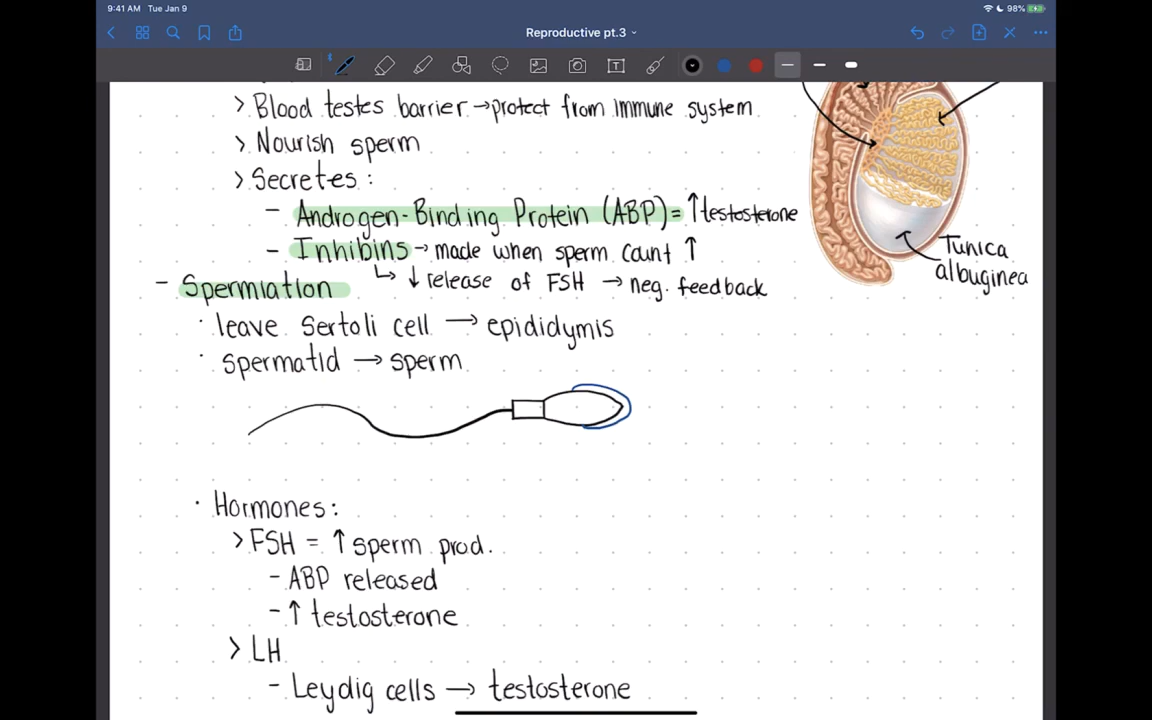 9:41 AM Tue Jan 9
98%
Reproductive pt.3
> Blood testes barrier → protect from immune system
> Nourish sperm
> Secretes :
- Androgen-Binding Protein (ABP) = ↑ testosterone
- Inhibins → made when sperm count ↑
↳ ↓ release of FSH → neg. feedback
Tunica
albuginea
- Spermiation
· leave Sertoli cell → epididymis
· spermatid → sperm
· Hormones :
> FSH = ↑ sperm prod.
- ABP released
- ↑ testosterone
> LH
- Leydig cells → testosterone